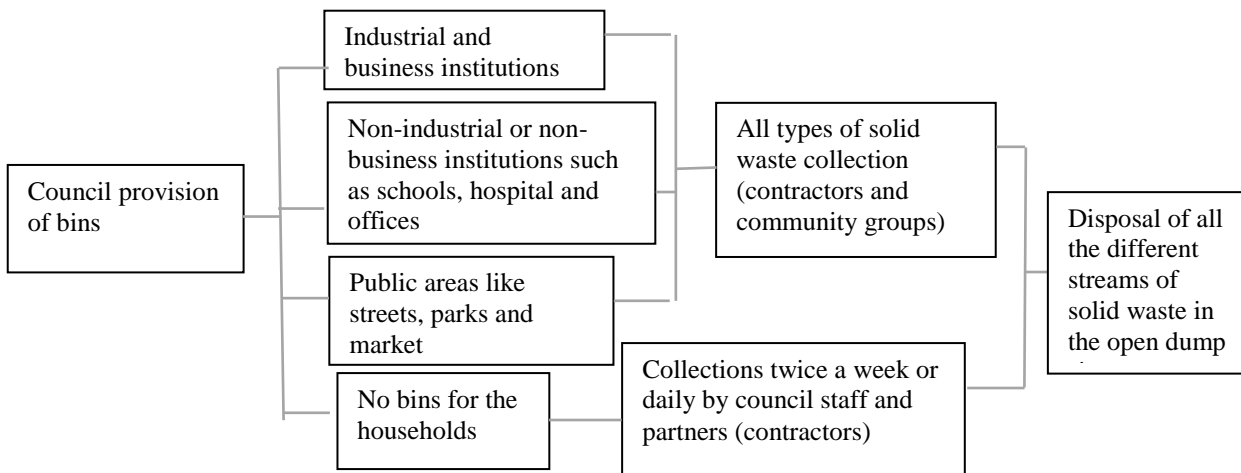 Industrial and
business institutions
Non-industrial or non-
business institutions such
as schools, hospital and
offices
All types of solid
waste collection
(contractors and
community groups)
Council provision
of bins
Disposal of all
the different
streams of
solid waste in
the open dump
Public areas like
streets, parks and
market
Collections twice a week or
daily by council staff and
partners (contractors)
No bins for the
households